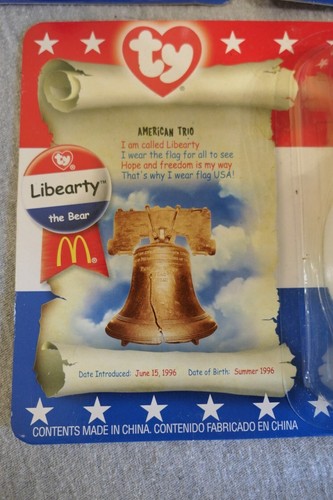 ty
AMERICAN TRIO
I am called Libearty
I wear the flag for all to see
Hope and freedom is my way
That's why I wear flag USA!
ty
Libearty™
the Bear
M
Date Introduced: June 15, 1996 Date of Birth: Summer 1996
CONTENTS MADE IN CHINA. CONTENIDO FABRICADO EN CHINA